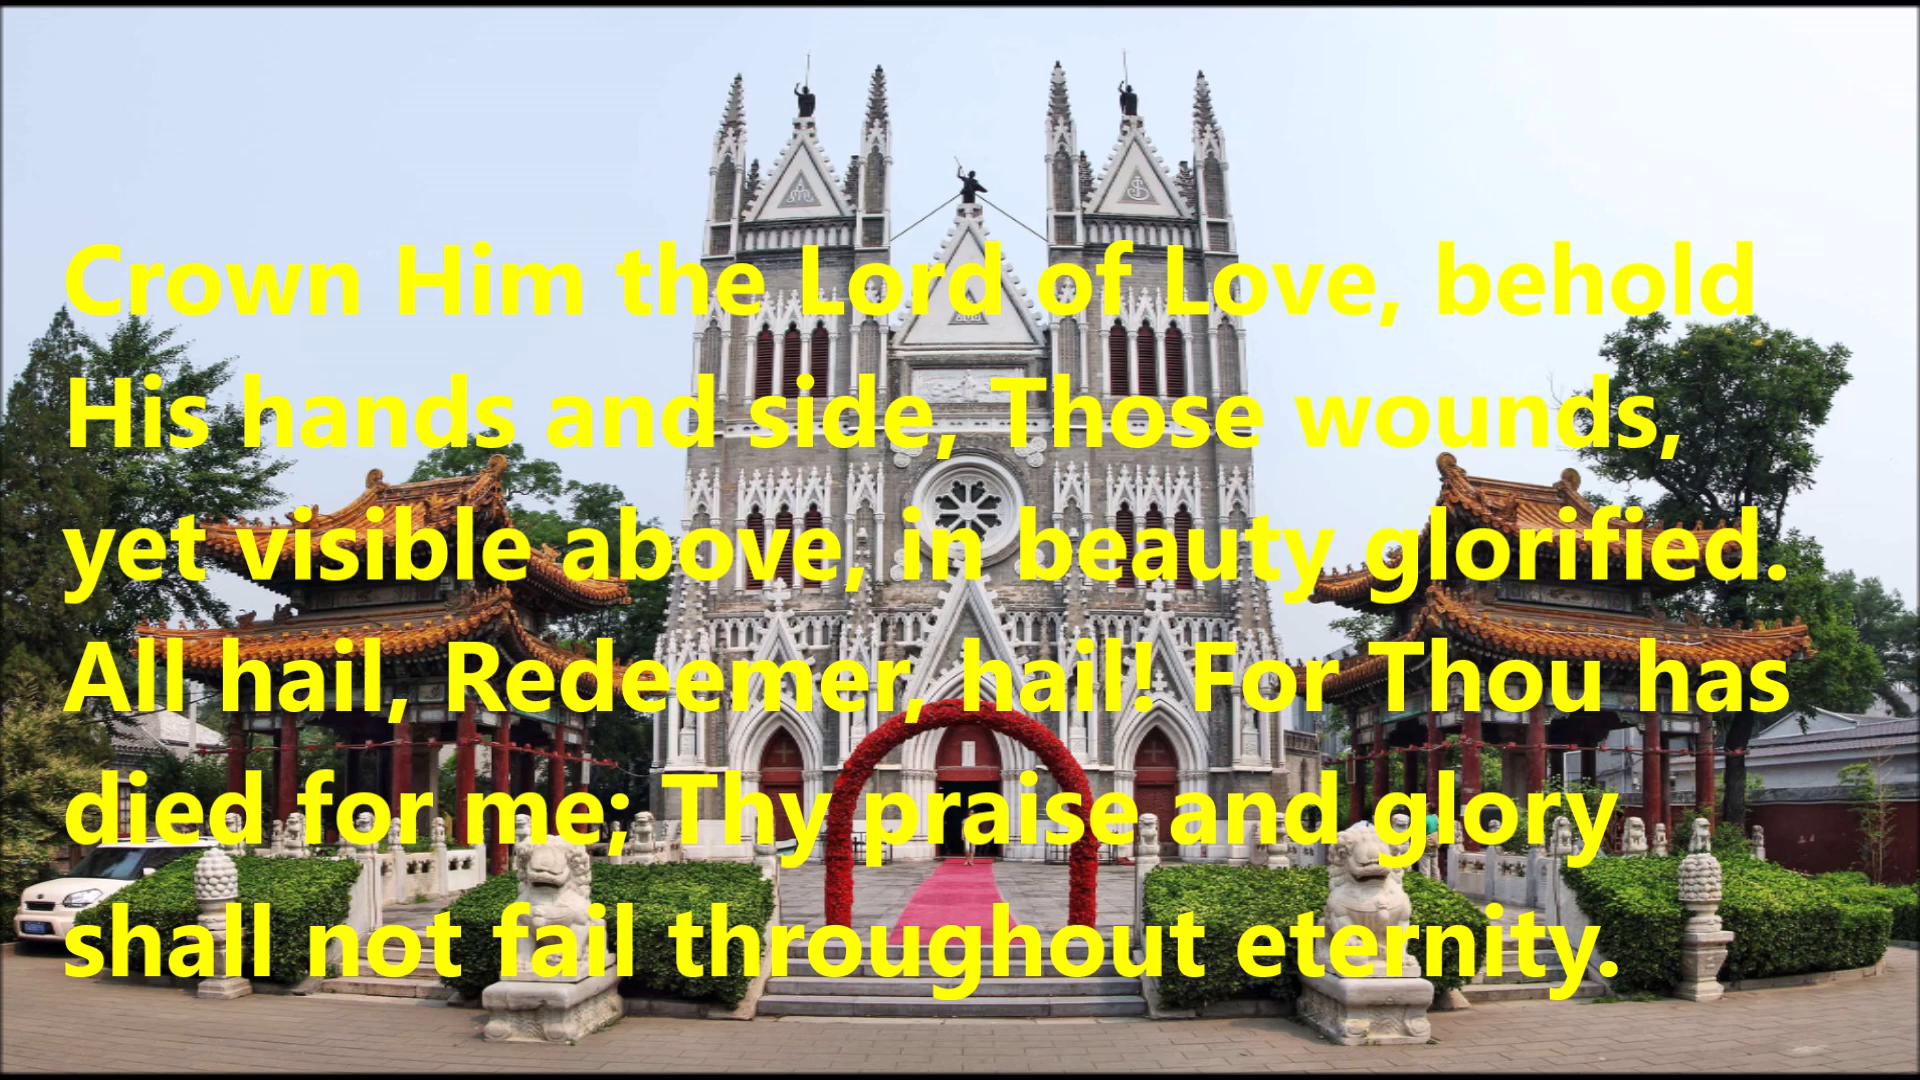 Crown Him the Lord of Love, behold
His hands and side, Those wounds,
yet visible above, in beauty glorified.
All hail, Redeemer, hail! For Thou has
died for me; Thy praise and glory
shall not fail throughout eternity.